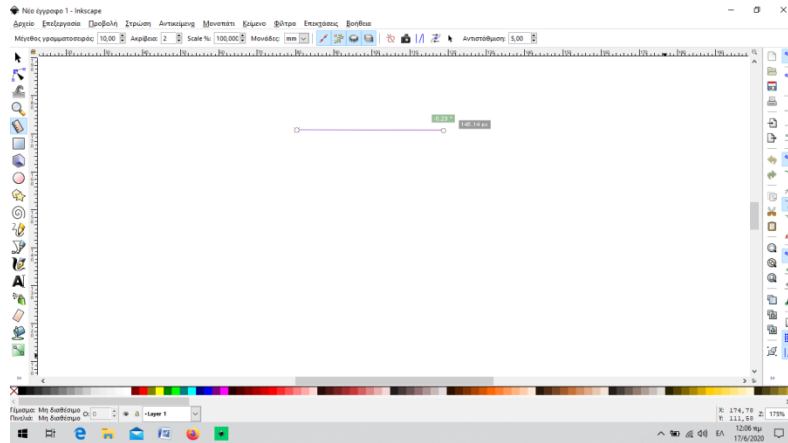 Νέο έγγραφο 1 - Inkscape
Αρχείο Επεξεργασία Προβολή Στρώση Αντικείμενο Μονοπάτι Κείμενο Φίλτρα Επεκτάσεις Βοήθεια
Μέγεθος γραμματοσειράς: 10,00 Ακρίβεια: 2 Scale %: 100,000 Μονάδες: mm Αντιστάθμιση: 5,00
-0.23 °
145.14 px
Γέμισμα: Μη διαθέσιμο O: 0 -Layer 1 X: 174,70 Z: 175%
Πινελιά: Μη διαθέσιμο Y: 111,50
ΕΛ 12:06 πμ
17/6/2020